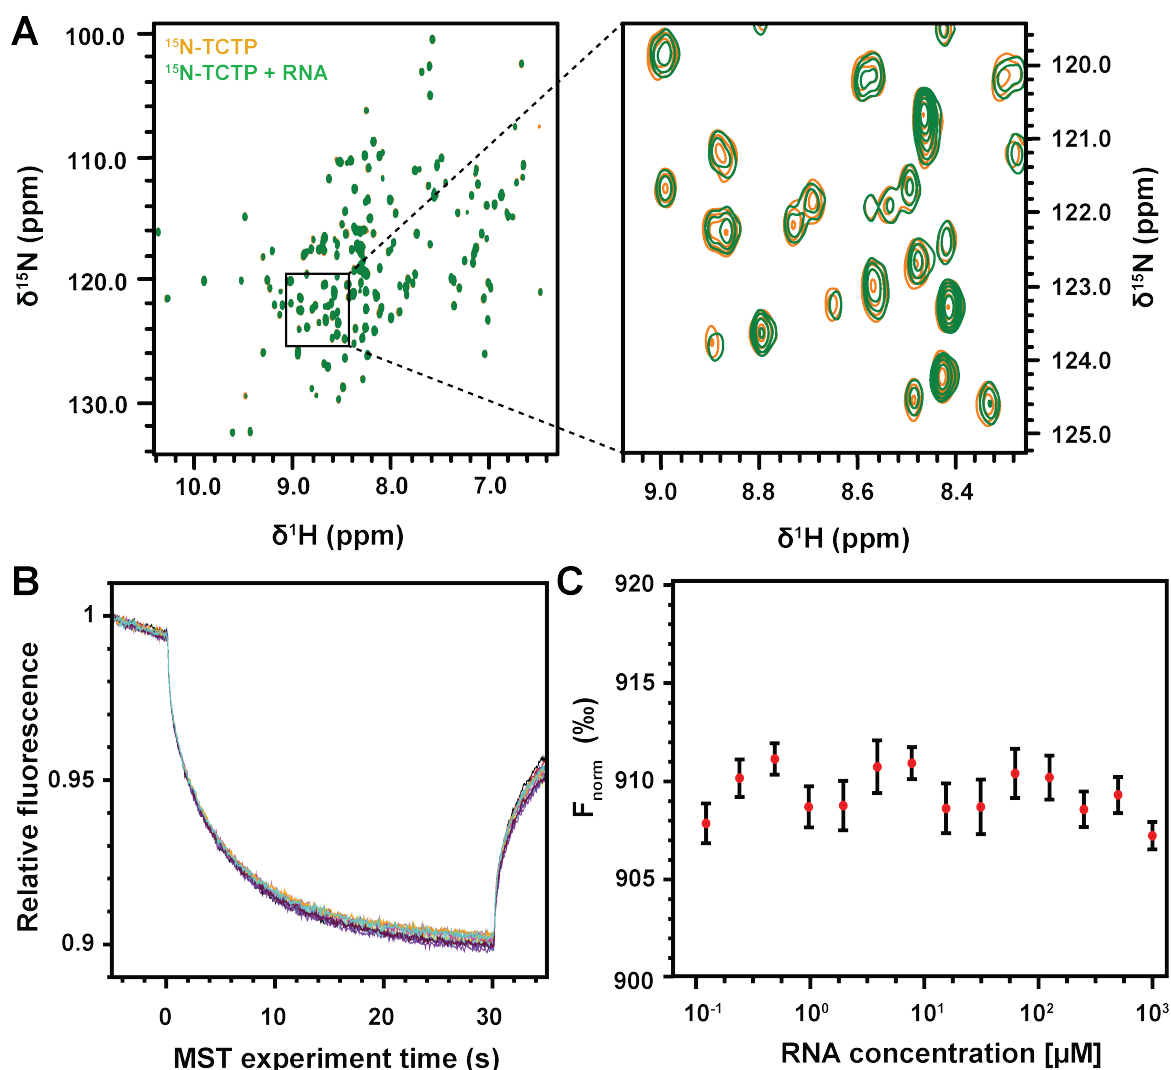 A
¹⁵N-TCTP
¹⁵N-TCTP + RNA
100.0
110.0
120.0
130.0
δ¹⁵N (ppm)
10.0 9.0 8.0 7.0
δ¹H (ppm)
120.0
121.0
122.0
123.0
124.0
125.0
δ¹⁵N (ppm)
9.0 8.8 8.6 8.4
δ¹H (ppm)
B
1
0.95
0.9
Relative fluorescence
0 10 20 30
MST experiment time (s)
C
920
915
910
905
900
Fnorm (‰)
10⁻¹ 10⁰ 10¹ 10² 10³
RNA concentration [µM]